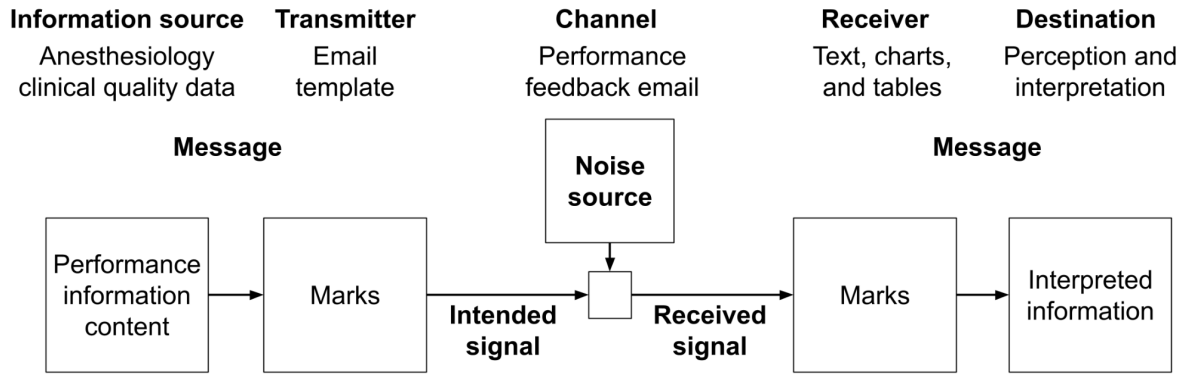 Information source
Anesthesiology
clinical quality data
Transmitter
Email
template
Channel
Performance
feedback email
Receiver
Text, charts,
and tables
Destination
Perception and
interpretation
Message
Message
Noise
source
Performance
information
content
Marks
Intended
signal
Received
signal
Marks
Interpreted
information